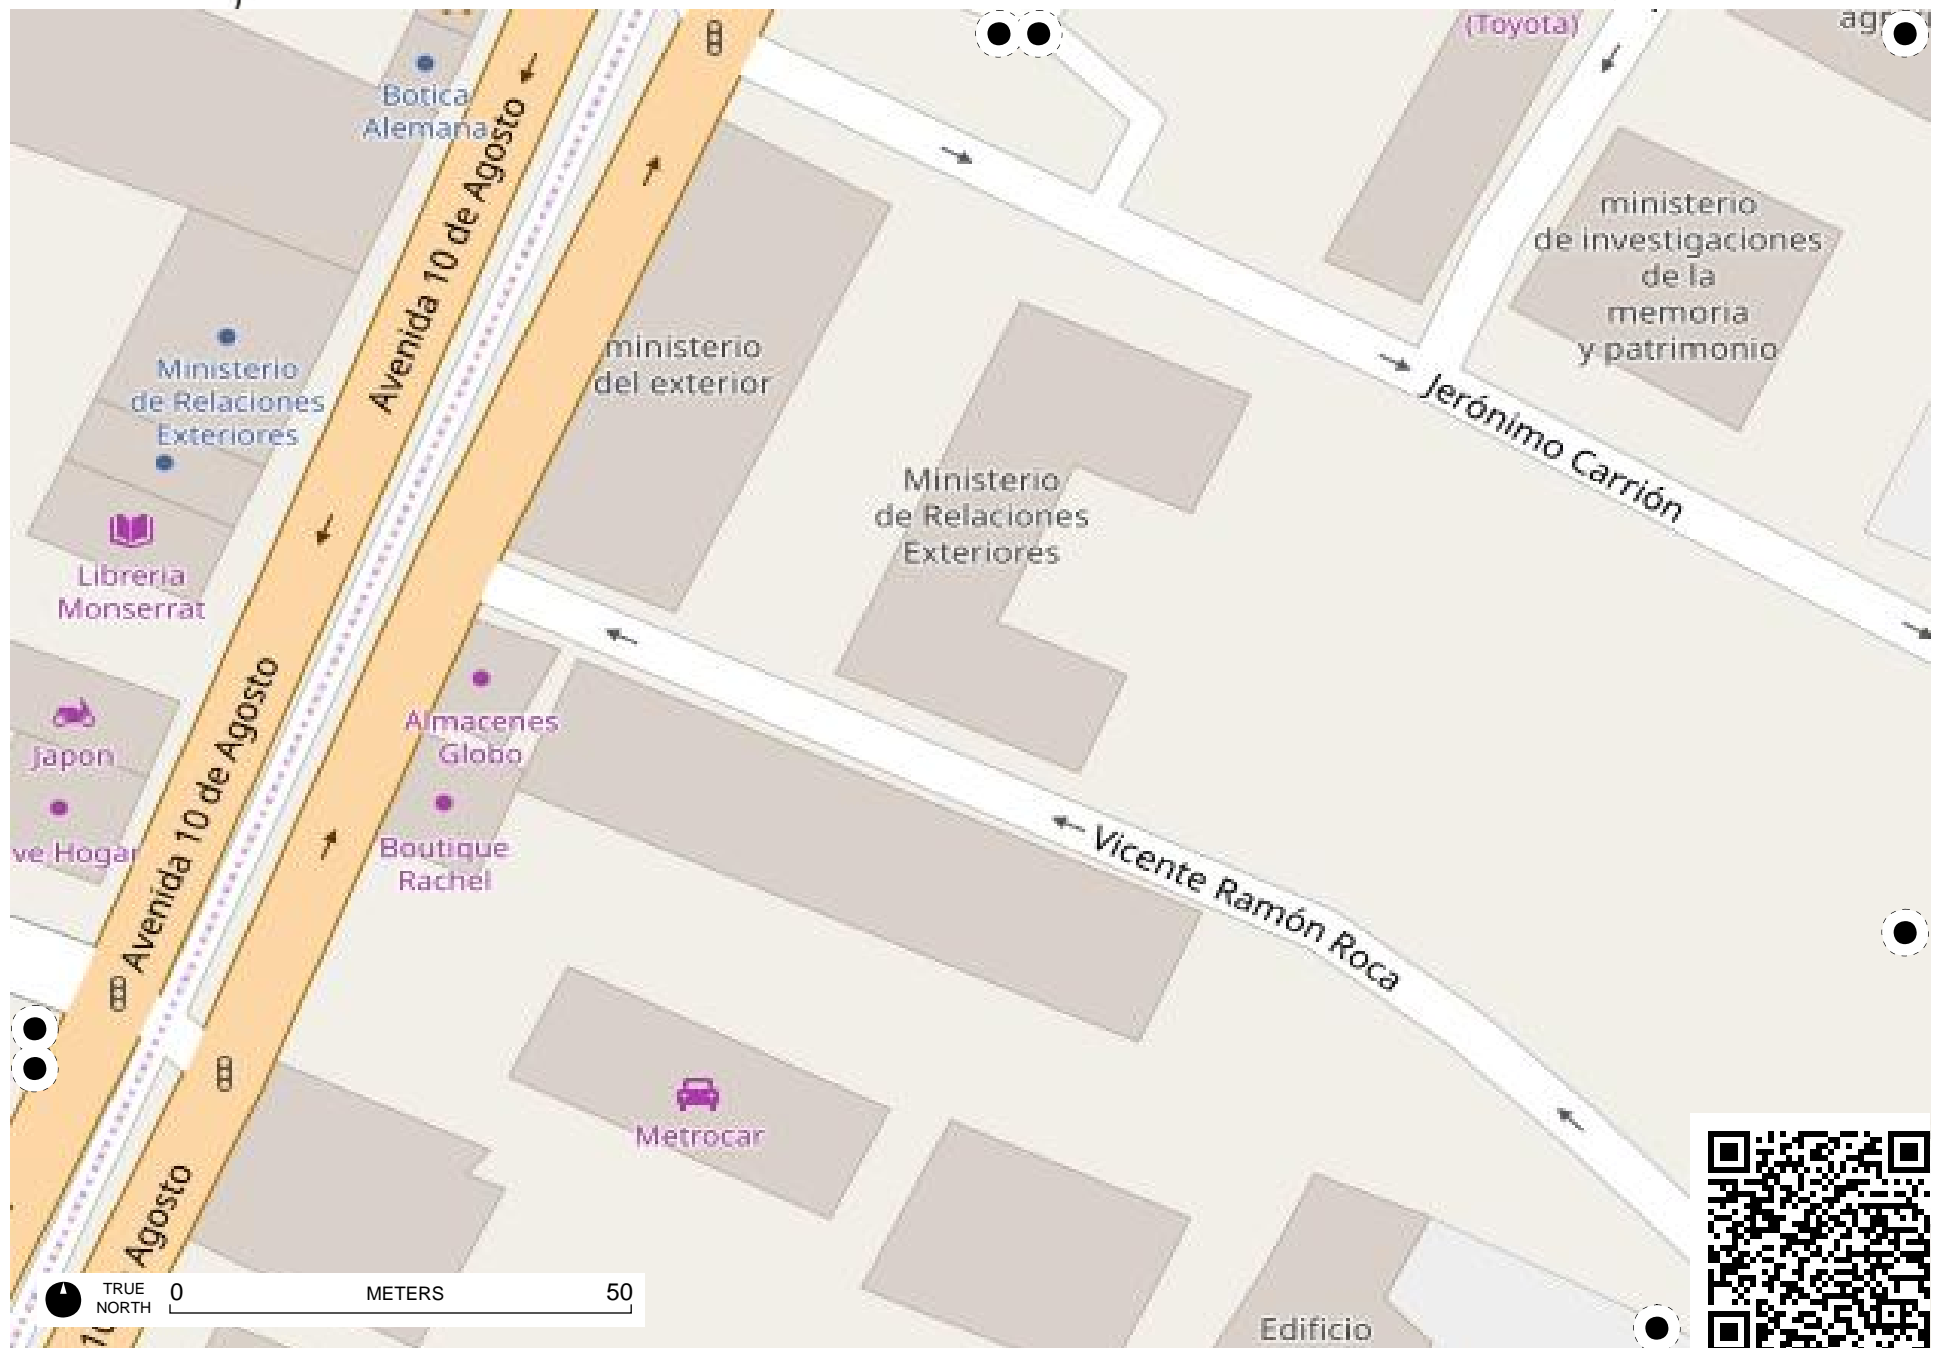 (Toyota)
Botica
Alemana
Avenida 10 de Agosto
ministerio
de investigaciones
de la
memoria
y patrimonio
ministerio
del exterior
Ministerio
de Relaciones
Exteriores
Jerónimo Carrión
Ministerio
de Relaciones
Exteriores
Libreria
Monserrat
Almacenes
Globo
Japon
Avenida 10 de Agosto
ve Hogar
Boutique
Rachel
Vicente Ramón Roca
Metrocar
Agosto
TRUE
NORTH
0 METERS 50
Edificio